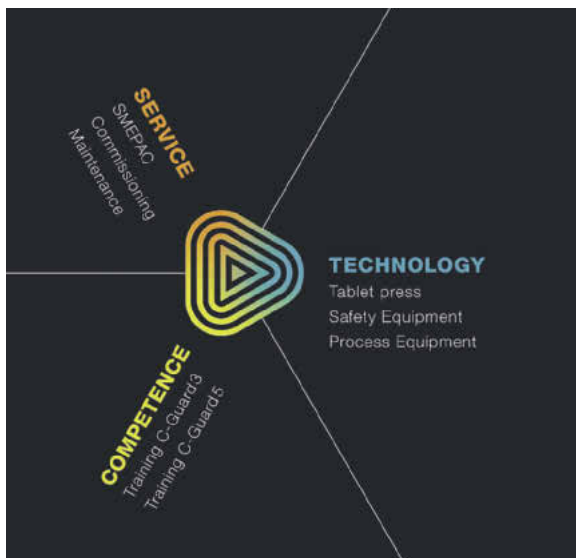 SERVICE
SMEPAC
Commissioning
Maintenance
TECHNOLOGY
Tablet press
Safety Equipment
Process Equipment
COMPETENCE
Training C-Guard3
Training C-Guard5